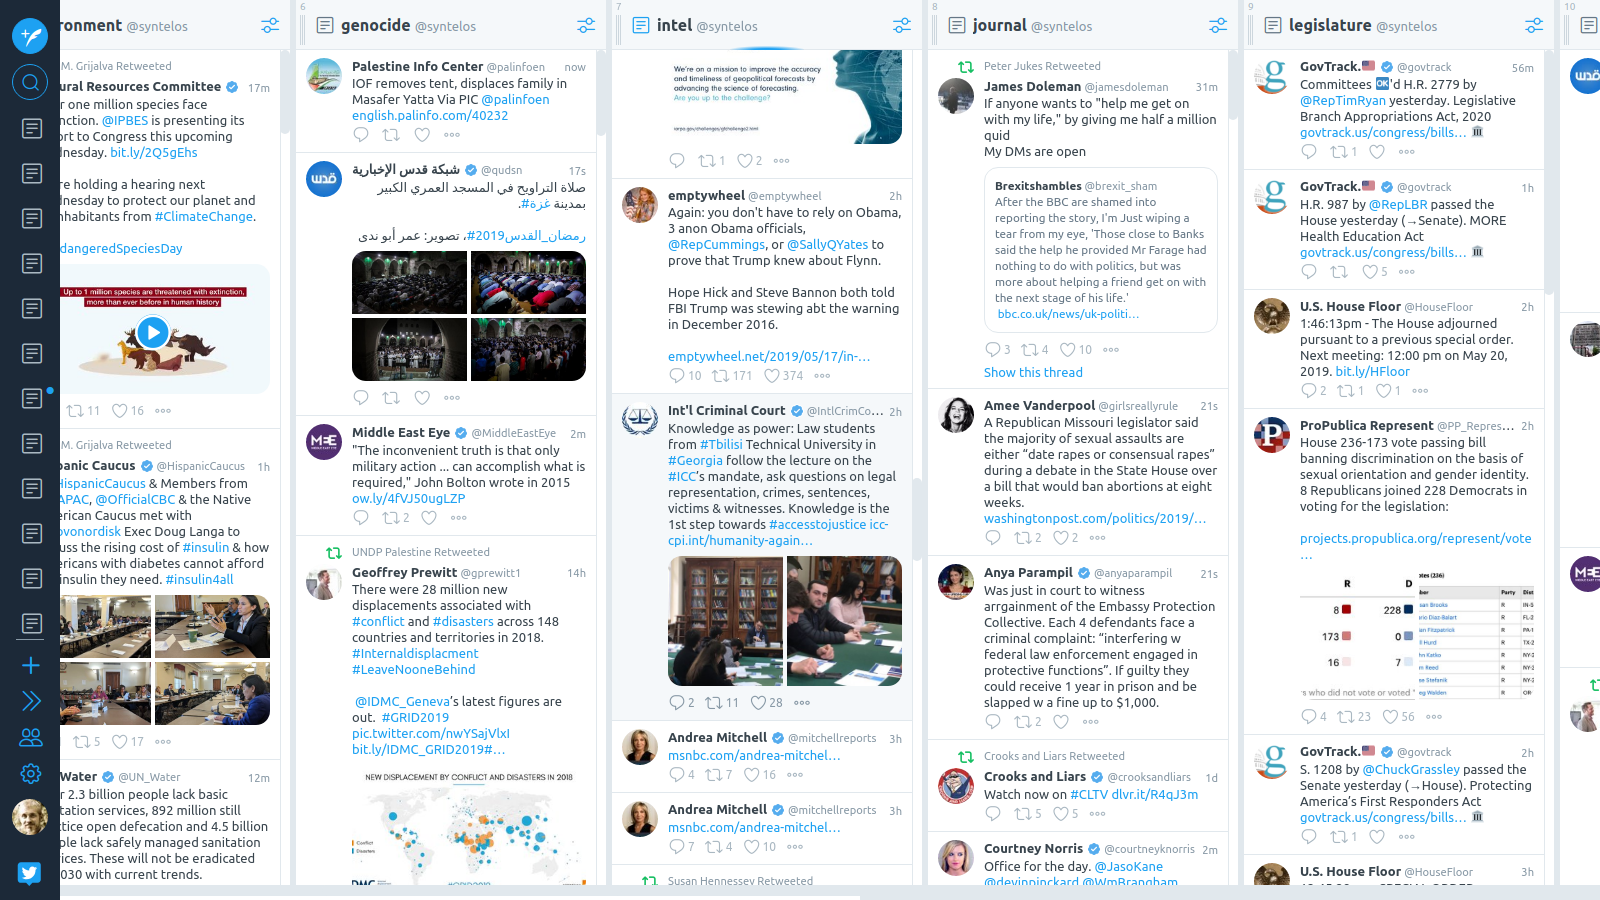 ronment @syntelos
M. Grijalva Retweeted
ural Resources Committee 17m
r one million species face
nction. @IPBES is presenting its
ort to Congress this upcoming
dnesday. bit.ly/2Q5gEhs
re holding a hearing next
dnesday to protect our planet and
nhabitants from #ClimateChange.
dangeredSpeciesDay
Up to 1 million species are threatened with extinction,
more than ever before in human history
11 16
M. Grijalva Retweeted
panic Caucus @HispanicCaucus 1h
HispanicCaucus & Members from
APAC, @OfficialCBC & the Native
erican Caucus met with
ovonordisk Exec Doug Langa to
uss the rising cost of #insulin & how
ericans with diabetes cannot afford
insulin they need. #insulin4all
5 17
Water @UN_Water 12m
r 2.3 billion people lack basic
tation services, 892 million still
ctice open defecation and 4.5 billion
ple lack safely managed sanitation
ices. These will not be eradicated
030 with current trends.
6
genocide @syntelos
Palestine Info Center @palinfoen now
IOF removes tent, displaces family in
Masafer Yatta Via PIC @palinfoen
english.palinfo.com/40232
قدس
شبكة قدس الإخبارية @qudsn 17s
صلاة التراويح في المسجد العمري الكبير
بمدينة #غزة.
#رمضان_القدس2019، تصوير: عمر أبو ندى
MEE
Middle East Eye @MiddleEastEye 2m
"The inconvenient truth is that only
military action ... can accomplish what is
required," John Bolton wrote in 2015
ow.ly/4fVJ50ugLZP
2
UNDP Palestine Retweeted
Geoffrey Prewitt @gprewitt1 14h
There were 28 million new
displacements associated with
#conflict and #disasters across 148
countries and territories in 2018.
#Internaldisplacment
#LeaveNooneBehind
@IDMC_Geneva's latest figures are
out. #GRID2019
pic.twitter.com/nwYSajVlxI
bit.ly/IDMC_GRID2019#…
NEW DISPLACEMENT BY CONFLICT AND DISASTERS IN 2018
Conflict
Disasters
IDMC #GRID2019
7
intel @syntelos
We're on a mission to improve the accuracy
and timeliness of geopolitical forecasts by
advancing the science of forecasting.
Are you up to the challenge?
1 2
emptywheel @emptywheel 2h
Again: you don't have to rely on Obama,
3 anon Obama officials,
@RepCummings, or @SallyQYates to
prove that Trump knew about Flynn.
Hope Hick and Steve Bannon both told
FBI Trump was stewing abt the warning
in December 2016.
emptywheel.net/2019/05/17/in-…
10 171 374
Int'l Criminal Court @IntlCrimCo… 2h
Knowledge as power: Law students
from #Tbilisi Technical University in
#Georgia follow the lecture on the
#ICC's mandate, ask questions on legal
representation, crimes, sentences,
victims & witnesses. Knowledge is the
1st step towards #accesstojustice icc-
cpi.int/humanity-again…
2 11 28
Andrea Mitchell @mitchellreports 3h
msnbc.com/andrea-mitchel…
4 7 16
Andrea Mitchell @mitchellreports 3h
msnbc.com/andrea-mitchel…
7 4 10
Susan Hennessey Retweeted
8
journal @syntelos
Peter Jukes Retweeted
James Doleman @jamesdoleman 31m
If anyone wants to "help me get on
with my life," by giving me half a million
quid
My DMs are open
Brexitshambles @brexit_sham
After the BBC are shamed into
reporting the story, I'm Just wiping a
tear from my eye, 'Those close to Banks
said the help he provided Mr Farage had
nothing to do with politics, but was
more about helping a friend get on with
the next stage of his life.'
bbc.co.uk/news/uk-politi…
3 4 10
Show this thread
Amee Vanderpool @girlsreallyrule 21s
A Republican Missouri legislator said
the majority of sexual assaults are
either “date rapes or consensual rapes”
during a debate in the State House over
a bill that would ban abortions at eight
weeks.
washingtonpost.com/politics/2019/…
2 2
Anya Parampil @anyaparampil 21s
Was just in court to witness
arrgainment of the Embassy Protection
Collective. Each 4 defendants face a
criminal complaint: “interfering w
federal law enforcement engaged in
protective functions”. If guilty they
could receive 1 year in prison and be
slapped w a fine up to $1,000.
2
Crooks and Liars Retweeted
Crooks and Liars @crooksandliars 1d
Watch now on #CLTV dlvr.it/R4qJ3m
5 5
Courtney Norris @courtneyknorris 2m
Office for the day. @JasoKane
@devinpinckard @WmBrangham
9
legislature @syntelos
GovTrack. @govtrack 56m
Committees OK'd H.R. 2779 by
@RepTimRyan yesterday. Legislative
Branch Appropriations Act, 2020
govtrack.us/congress/bills…
1
GovTrack. @govtrack 1h
H.R. 987 by @RepLBR passed the
House yesterday (→Senate). MORE
Health Education Act
govtrack.us/congress/bills…
5
U.S. House Floor @HouseFloor 2h
1:46:13pm - The House adjourned
pursuant to a previous special order.
Next meeting: 12:00 pm on May 20,
2019. bit.ly/HFloor
2 1 1
ProPublica Represent @PP_Repres… 2h
House 236-173 vote passing bill
banning discrimination on the basis of
sexual orientation and gender identity.
8 Republicans joined 228 Democrats in
voting for the legislation:
projects.propublica.org/represent/vote
…
R D
8 228
173 0
16 7
Party
s who did not vote or voted "
4 23 56
GovTrack. @govtrack 2h
S. 1208 by @ChuckGrassley passed the
Senate yesterday (→House). Protecting
America's First Responders Act
govtrack.us/congress/bills…
1
U.S. House Floor @HouseFloor 3h
10
قدس
MEE